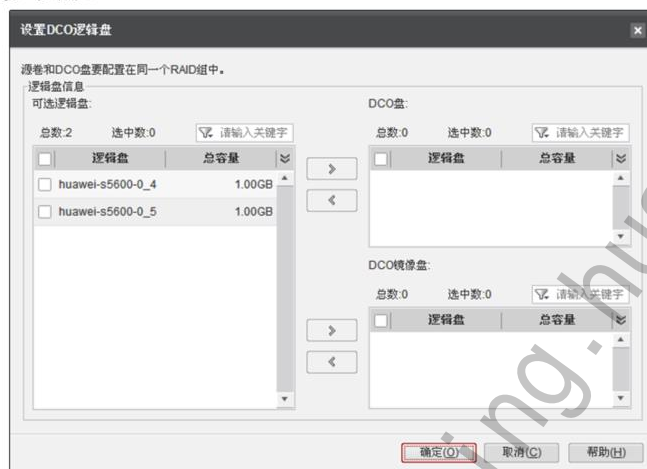 设置DCO逻辑盘
源卷和DCO盘要配置在同一个RAID组中。
逻辑盘信息
可选逻辑盘:
总数:2 选中数:0 请输入关键字
逻辑盘 总容量
huawei-s5600-0_4 1.00GB
huawei-s5600-0_5 1.00GB
DCO盘:
总数:0 选中数:0 请输入关键字
逻辑盘 总容量
DCO镜像盘:
总数:0 选中数:0 请输入关键字
逻辑盘 总容量
确定(O) 取消(C) 帮助(H)